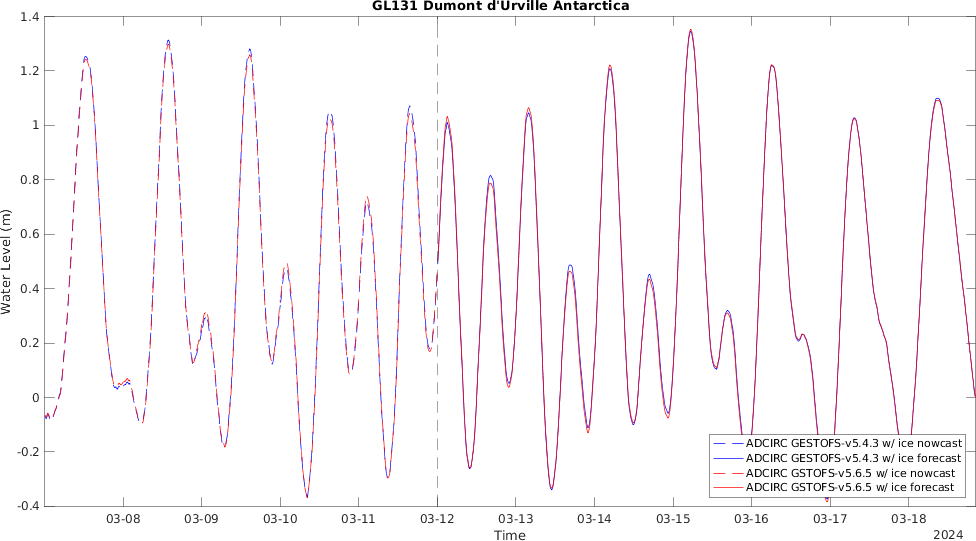 GL131 Dumont d'Urville Antarctica
1.4
1.2
1
0.8
0.6
0.4
0.2
0
-0.2
-0.4
Water Level (m)
ADCIRC GESTOFS-v5.4.3 w/ ice nowcast
ADCIRC GESTOFS-v5.4.3 w/ ice forecast
ADCIRC GSTOFS-v5.6.5 w/ ice nowcast
ADCIRC GSTOFS-v5.6.5 w/ ice forecast
03-08 03-09 03-10 03-11 03-12 03-13 03-14 03-15 03-16 03-17 03-18
Time
2024